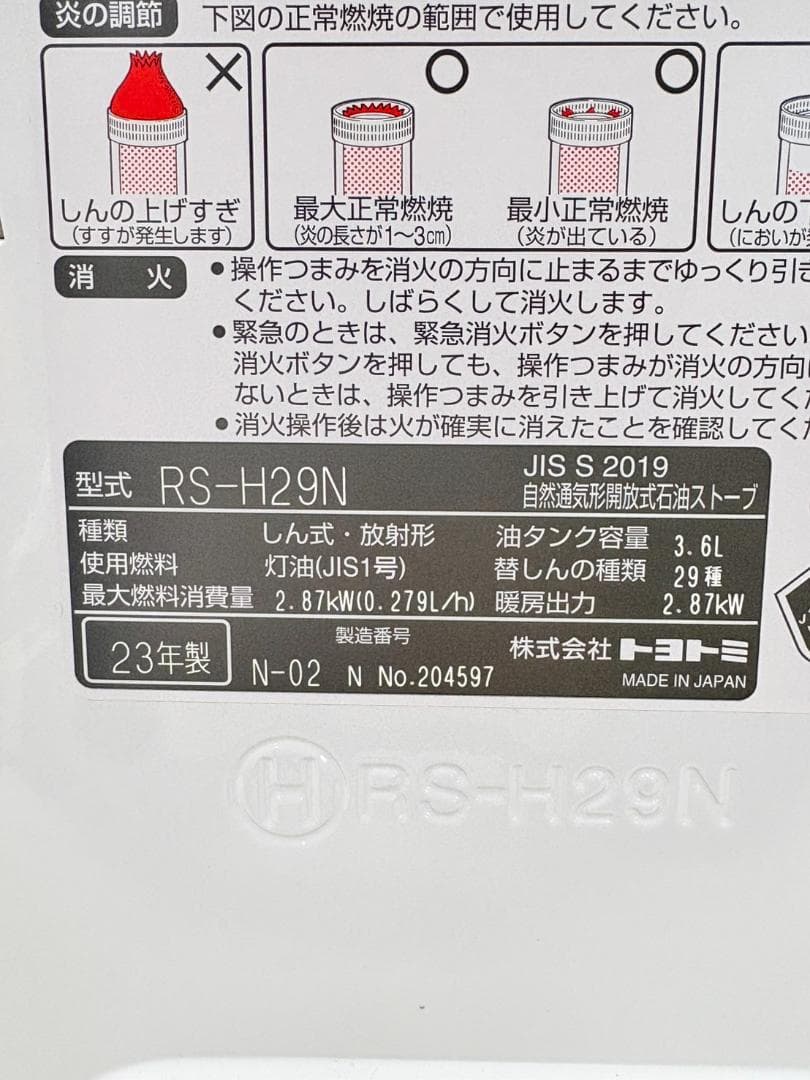 炎の調節 下図の正常燃焼の範囲で使用してください。
しんの上げすぎ
(すすが発生します)
最大正常燃焼
(炎の長さが1〜3cm)
最小正常燃焼
(炎が出ている)
しんの下
(においが
消 火 ●操作つまみを消火の方向に止まるまでゆっくり引き
ください。しばらくして消火します。
●緊急のときは、緊急消火ボタンを押してください
消火ボタンを押しても、操作つまみが消火の方向に
ないときは、操作つまみを引き上げて消火してく
●消火操作後は火が確実に消えたことを確認してく
型式 RS-H29N JIS S 2019
自然通気形開放式石油ストーブ
種類 しん式・放射形 油タンク容量 3.6L
使用燃料 灯油(JIS1号) 替しんの種類 29種
最大燃料消費量 2.87kW(0.279L/h) 暖房出力 2.87kW
23年製 製造番号 N-02 N No.204597 株式会社 トヨトミ
MADE IN JAPAN
H RS-H29N